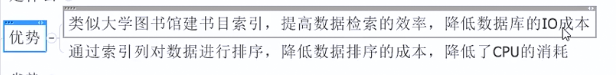 优势
类似大学图书馆建书目索引，提高数据检索的效率，降低数据库的IO成本
通过索引列对数据进行排序，降低数据排序的成本，降低了CPU的消耗